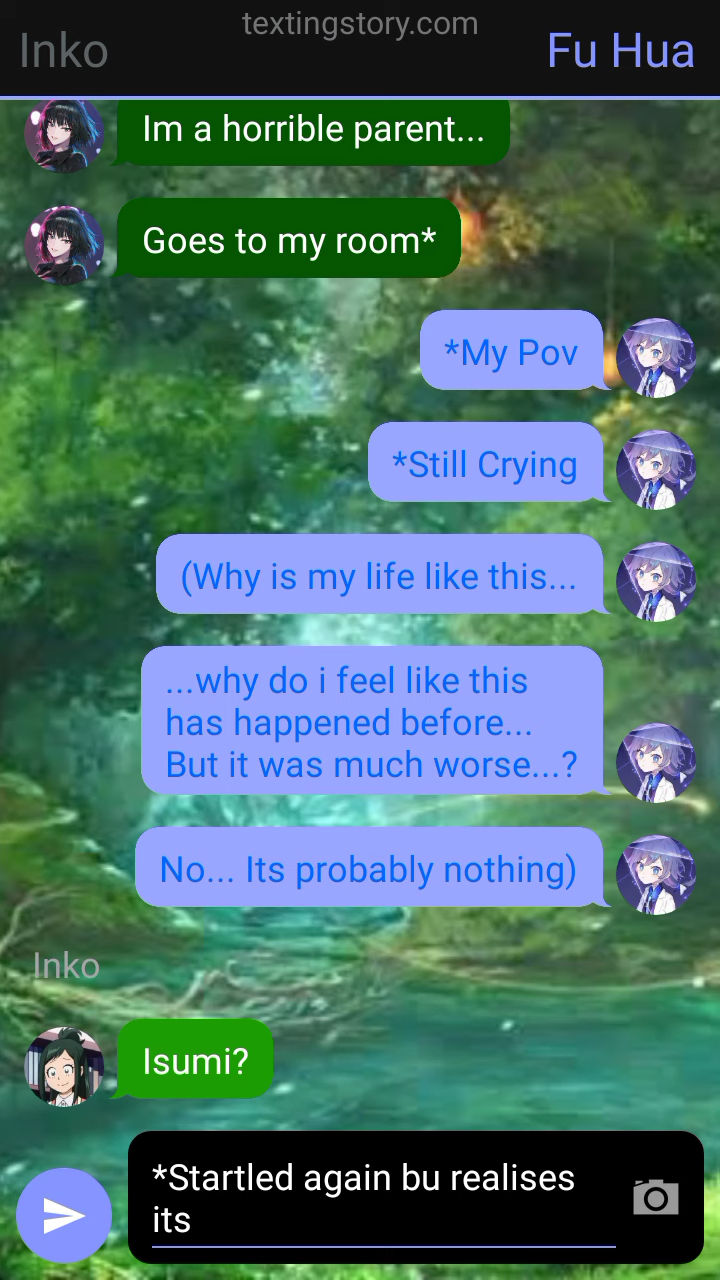 textingstory.com
Inko
Fu Hua
Im a horrible parent...
Goes to my room*
*My Pov
*Still Crying
(Why is my life like this...
...why do i feel like this
has happened before...
But it was much worse...?
No... Its probably nothing)
Inko
Isumi?
*Startled again bu realises
its